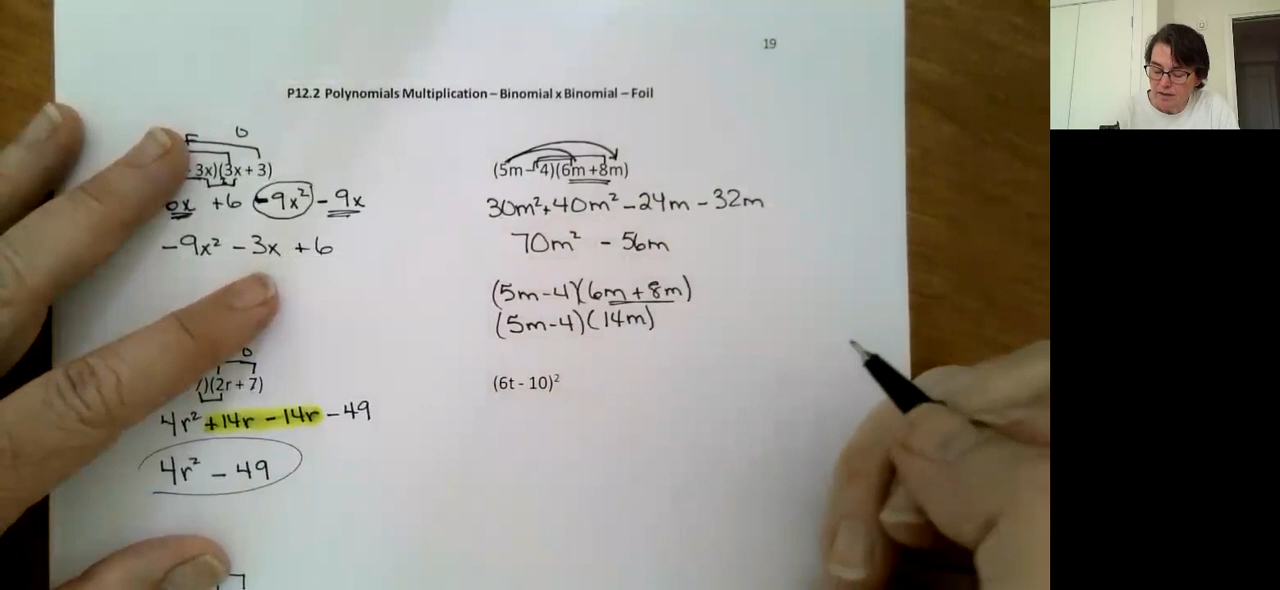 19
P12.2 Polynomials Multiplication – Binomial x Binomial – Foil
F O
3x)(3x + 3)
6x +6 -9x² - 9x
-9x² - 3x + 6
O
)(2r + 7)
4r² +14r - 14r - 49
4r² - 49
(5m - 4)(6m + 8m)
30m² + 40m² - 24m - 32m
70m² - 56m
(5m - 4)(6m + 8m)
(5m - 4)(14m)
(6t - 10)²